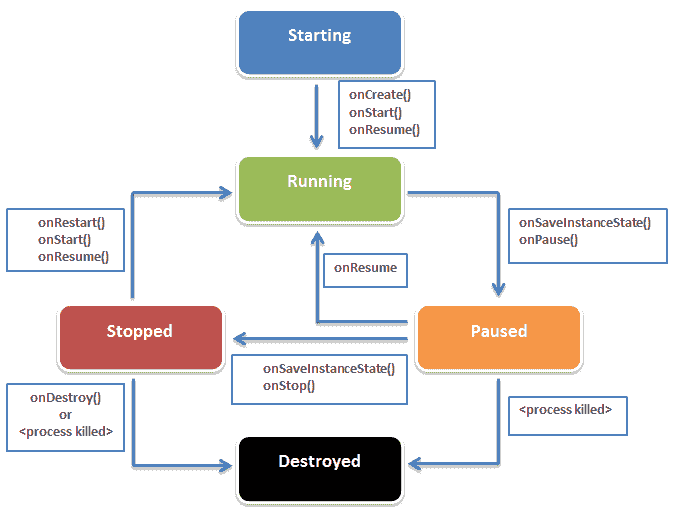 Starting
onCreate()
onStart()
onResume()
Running
onRestart()
onStart()
onResume()
onSaveInstanceState()
onPause()
onResume
Stopped
Paused
onSaveInstanceState()
onStop()
onDestroy()
or
<process killed>
<process killed>
Destroyed